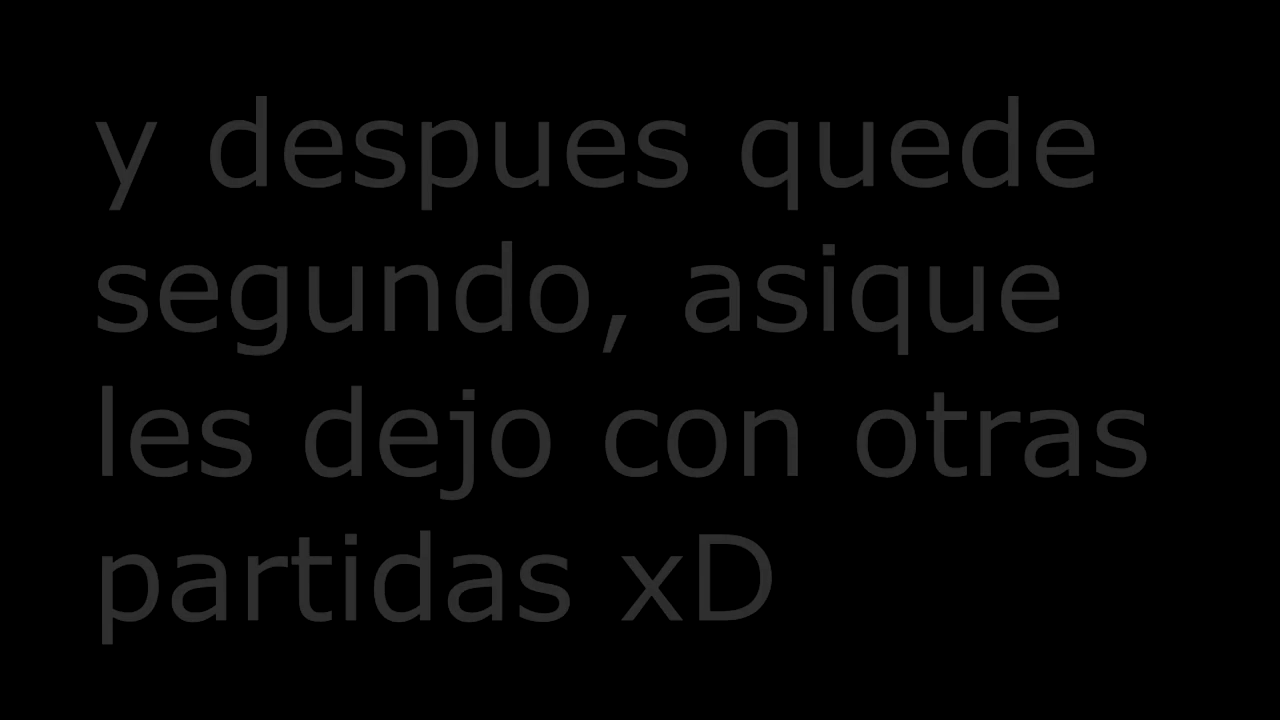 y despues quede
segundo, asique
les dejo con otras
partidas xD